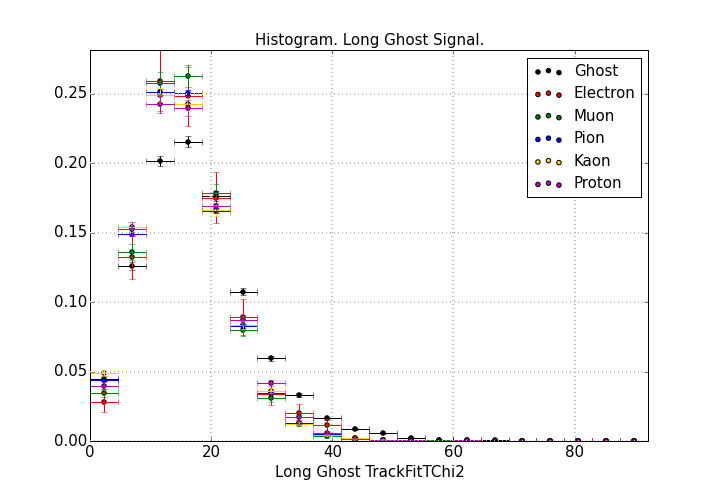 Histogram. Long Ghost Signal.
Ghost
Electron
Muon
Pion
Kaon
Proton
0.25
0.20
0.15
0.10
0.05
0.00
0 20 40 60 80
Long Ghost TrackFitTChi2